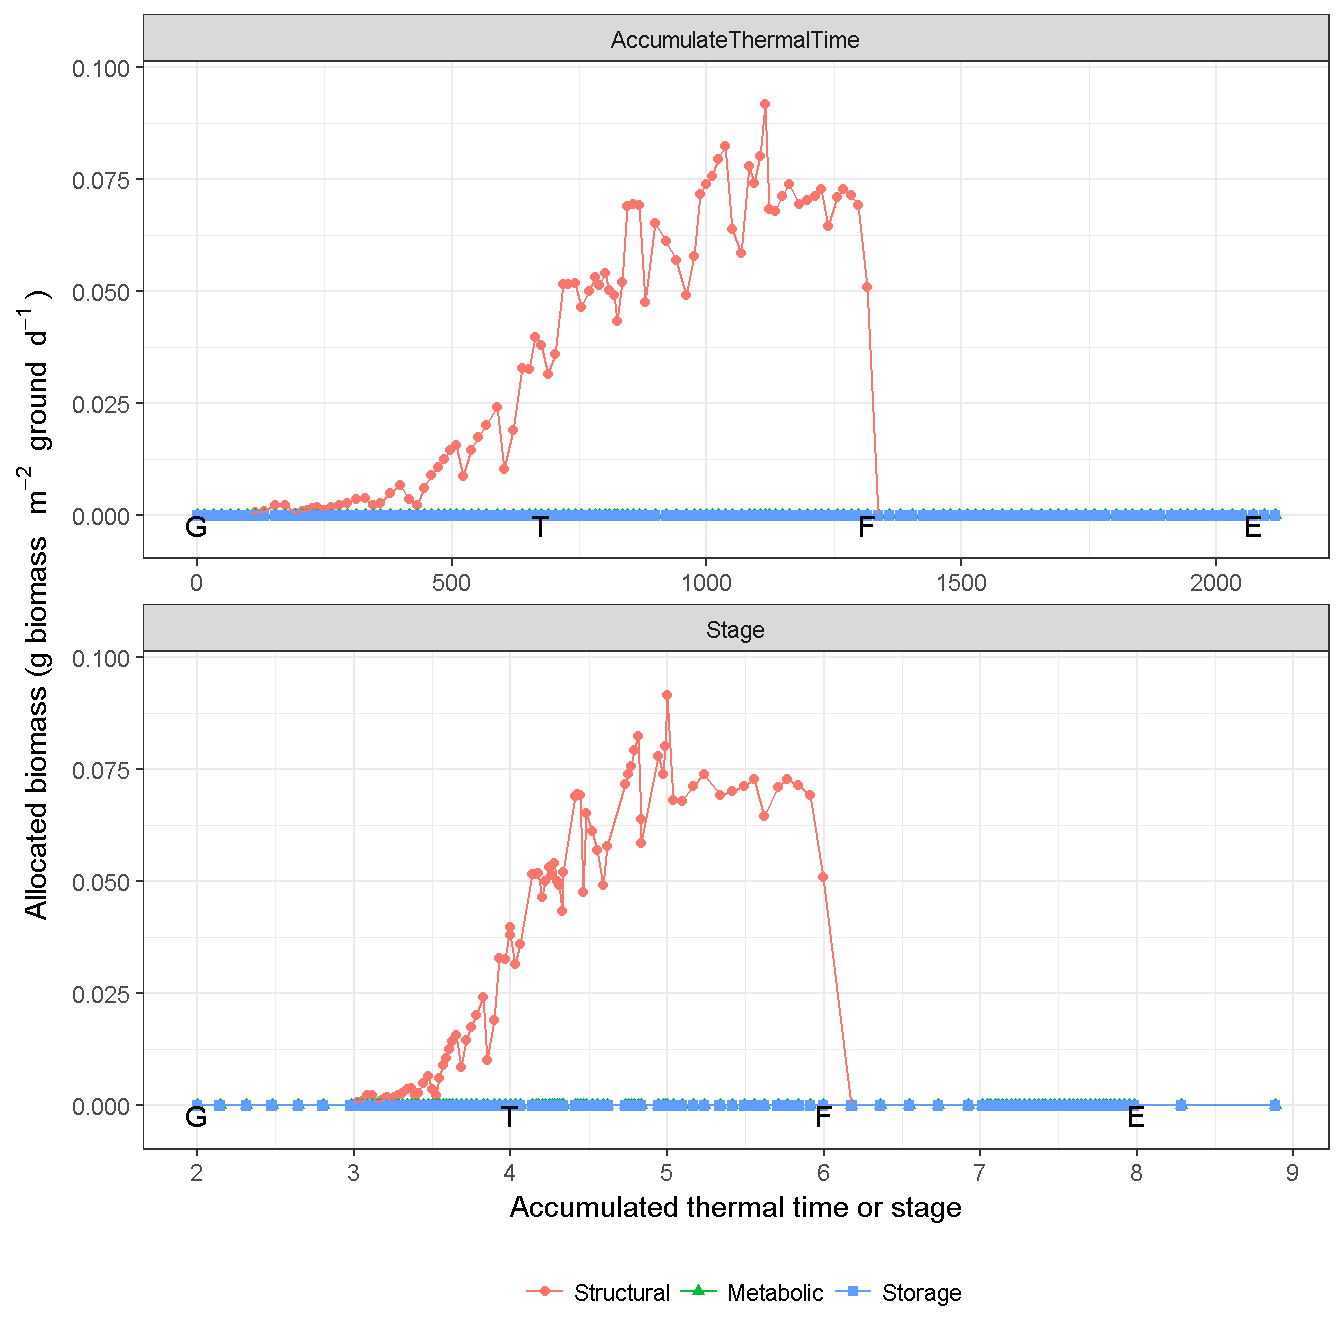 AccumulateThermalTime
0.100
0.075
0.050
0.025
0.000
G T F E
0 500 1000 1500 2000
Allocated biomass (g biomass m⁻² ground d⁻¹)
Stage
0.100
0.075
0.050
0.025
0.000
G T F E
2 3 4 5 6 7 8 9
Accumulated thermal time or stage
Structural Metabolic Storage